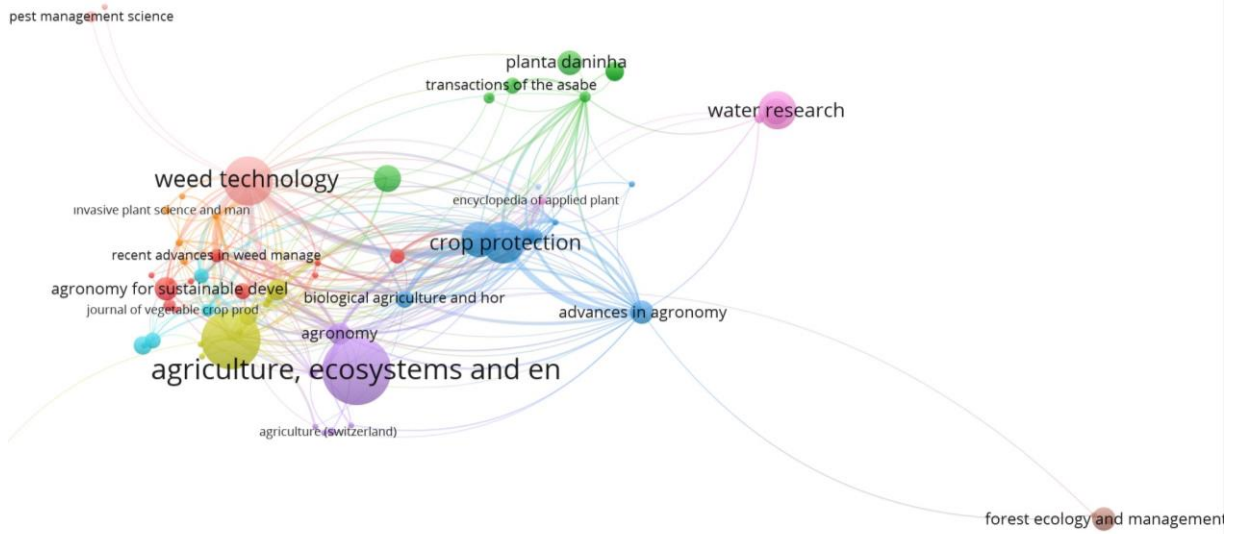 pest management science
planta daninha
transactions of the asabe
water research
weed technology
encyclopedia of applied plant
invasive plant science and man
crop protection
recent advances in weed manage
agronomy for sustainable devel
biological agriculture and hor
journal of vegetable crop prod
advances in agronomy
agronomy
agriculture, ecosystems and en
agriculture (switzerland)
forest ecology and management